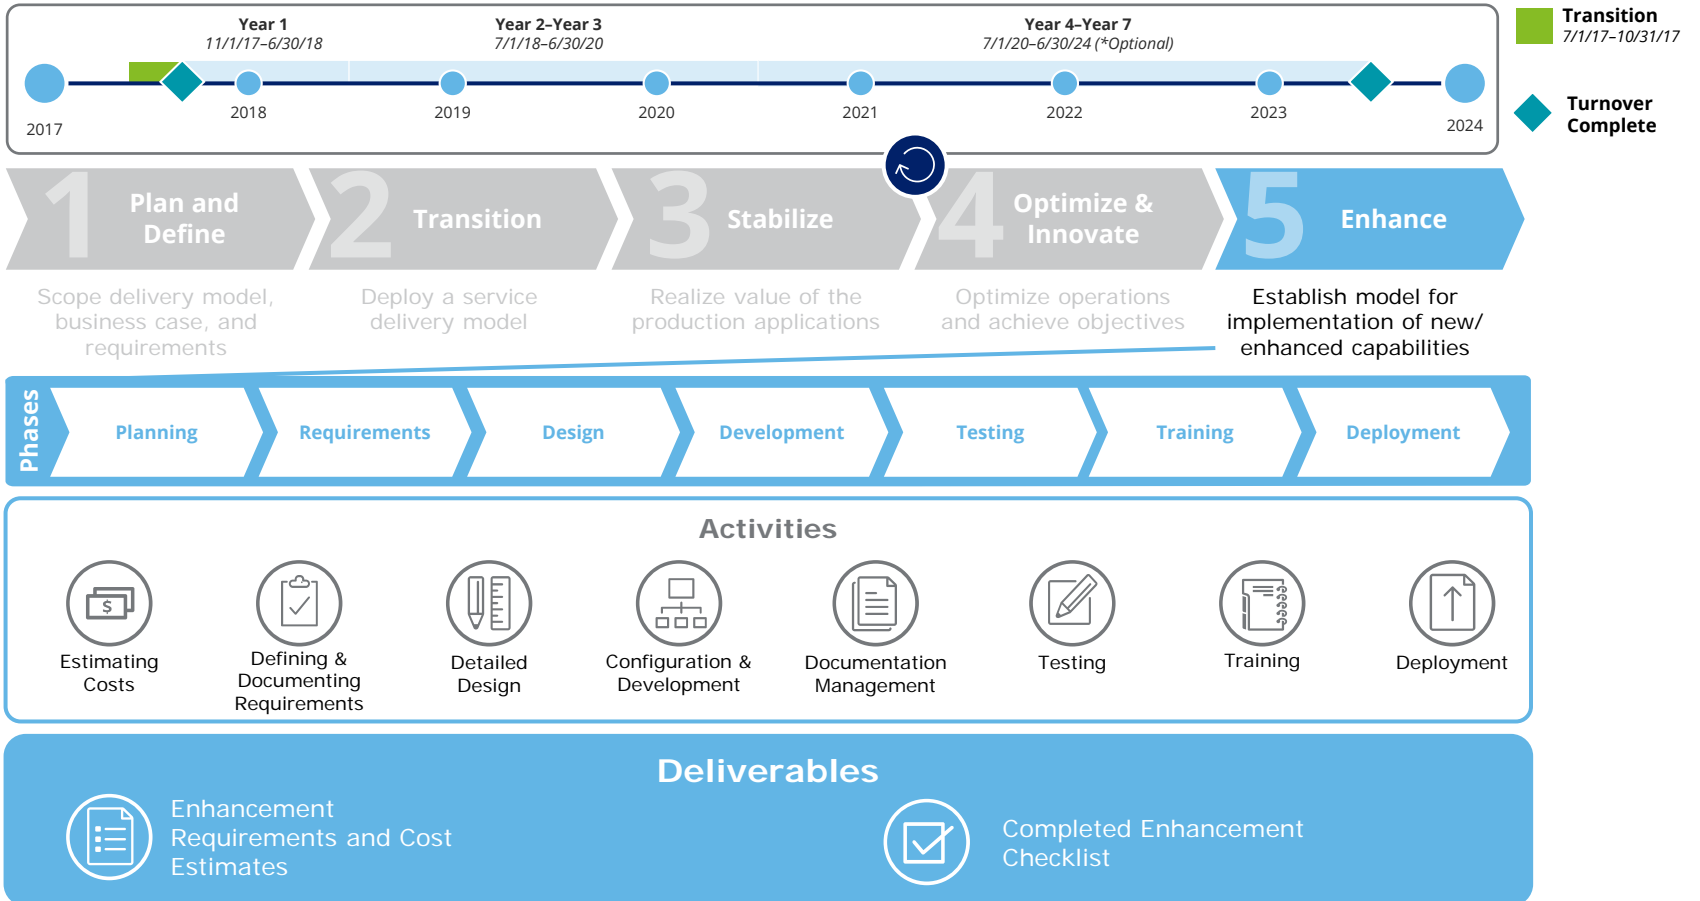 Year 1
11/1/17–6/30/18
Year 2–Year 3
7/1/18–6/30/20
Year 4–Year 7
7/1/20–6/30/24 (*Optional)
2017
2018
2019
2020
2021
2022
2023
2024
Transition
7/1/17–10/31/17
Turnover
Complete
1
Plan and
Define
2
Transition
3
Stabilize
4
Optimize &
Innovate
5
Enhance
Scope delivery model,
business case, and
requirements
Deploy a service
delivery model
Realize value of the
production applications
Optimize operations
and achieve objectives
Establish model for
implementation of new/
enhanced capabilities
Phases
Planning
Requirements
Design
Development
Testing
Training
Deployment
Activities
$
Estimating
Costs
Defining &
Documenting
Requirements
Detailed
Design
Configuration &
Development
Documentation
Management
Testing
Training
Deployment
Deliverables
Enhancement
Requirements and Cost
Estimates
Completed Enhancement
Checklist